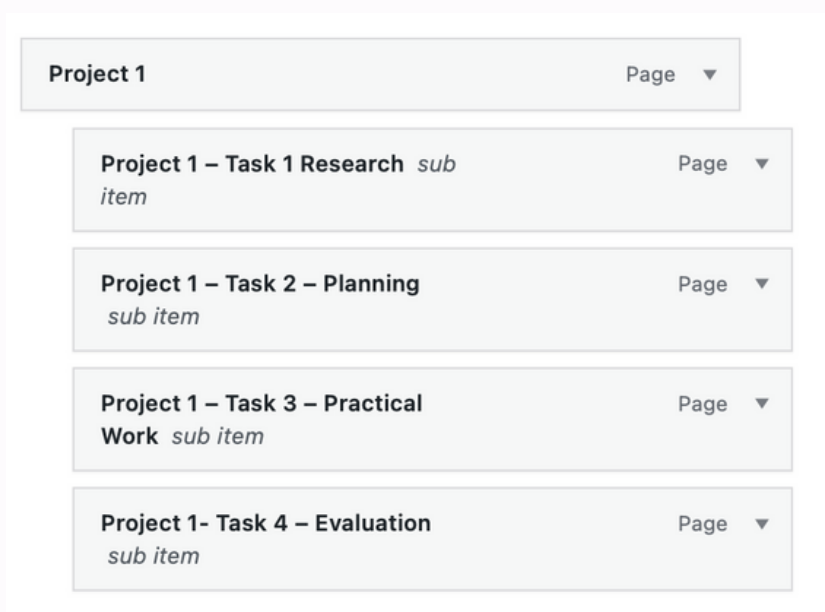 Project 1 Page ▼
Project 1 – Task 1 Research sub Page ▼
item
Project 1 – Task 2 – Planning Page ▼
sub item
Project 1 – Task 3 – Practical Page ▼
Work sub item
Project 1- Task 4 – Evaluation Page ▼
sub item